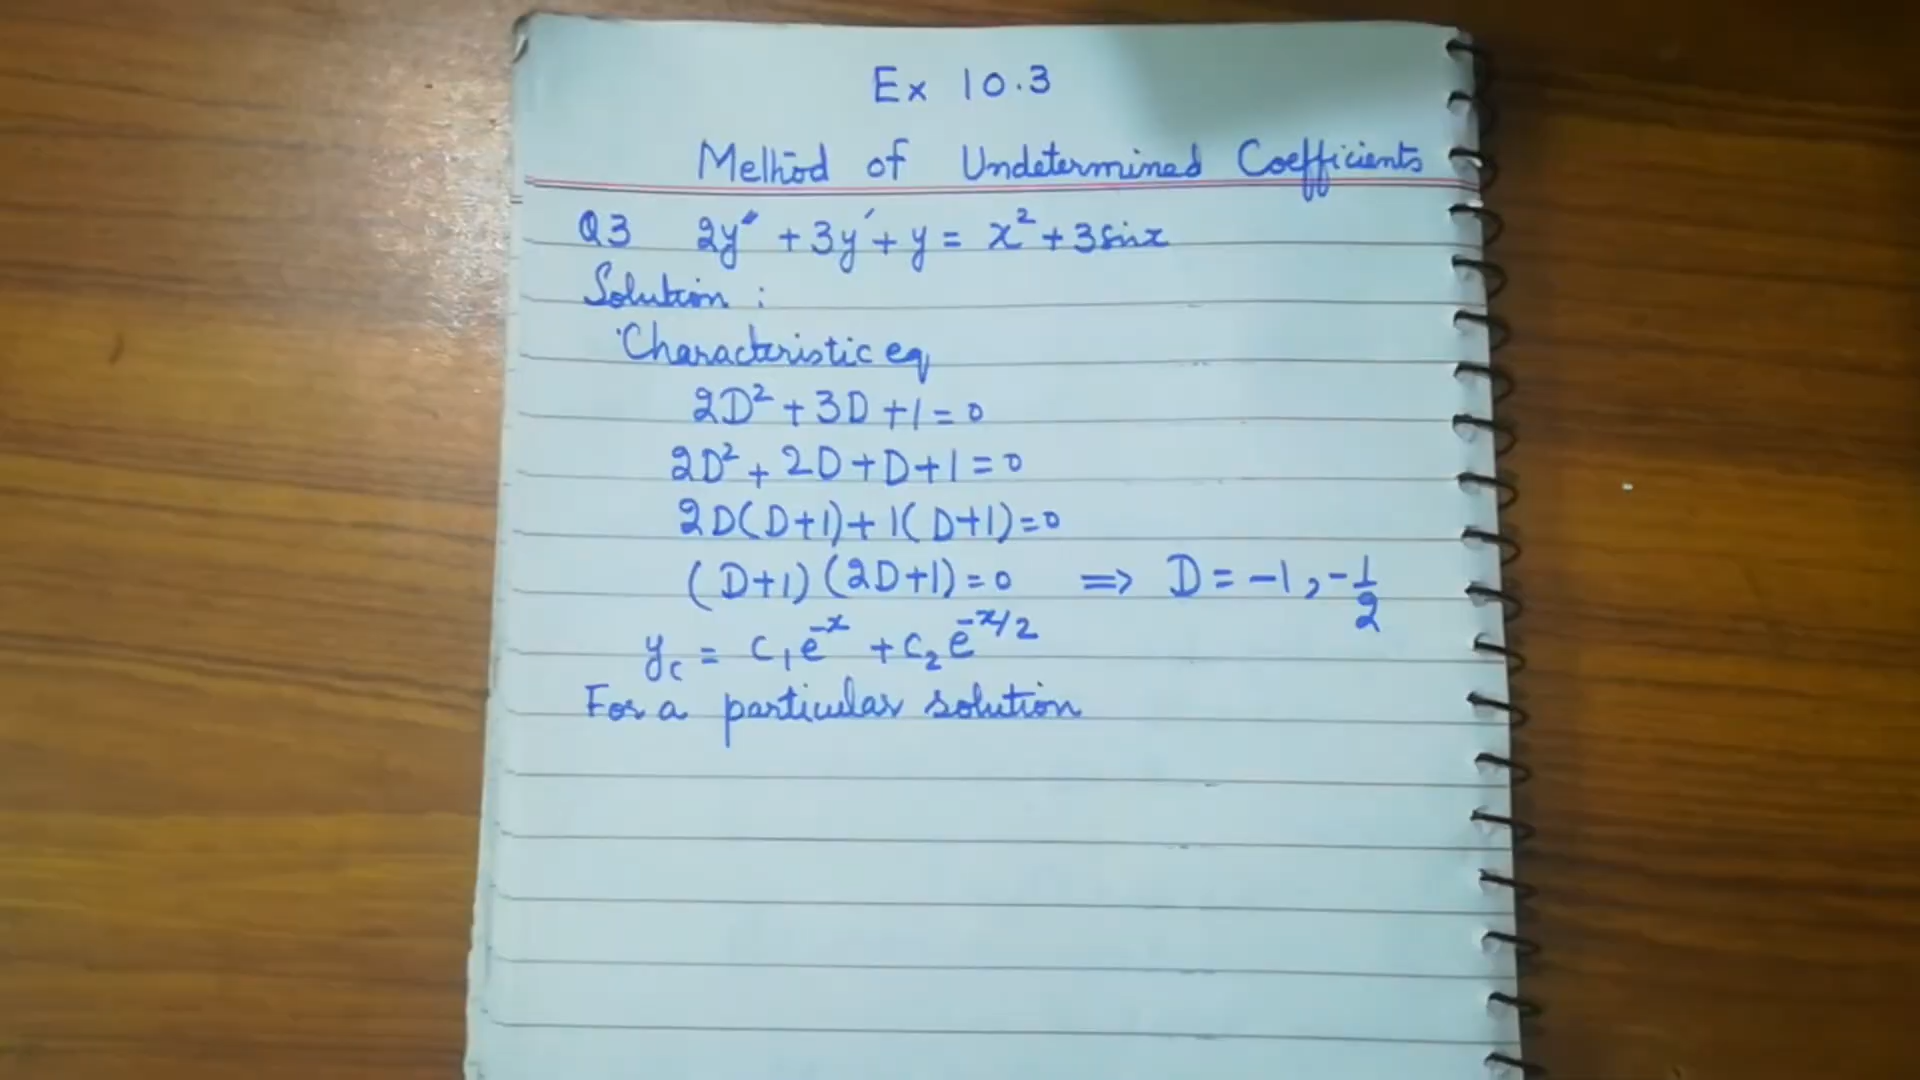 Ex 10.3
Method of Undetermined Coefficients
Q3 2y″ + 3y′ + y = x² + 3 sin x
Solution :
Characteristic eq
2D² + 3D + 1 = 0
2D² + 2D + D + 1 = 0
2D(D+1) + 1(D+1) = 0
(D+1)(2D+1) = 0 ⇒ D = -1, -1/2
y_c = c₁e^{-x} + c₂e^{-x/2}
For a particular solution